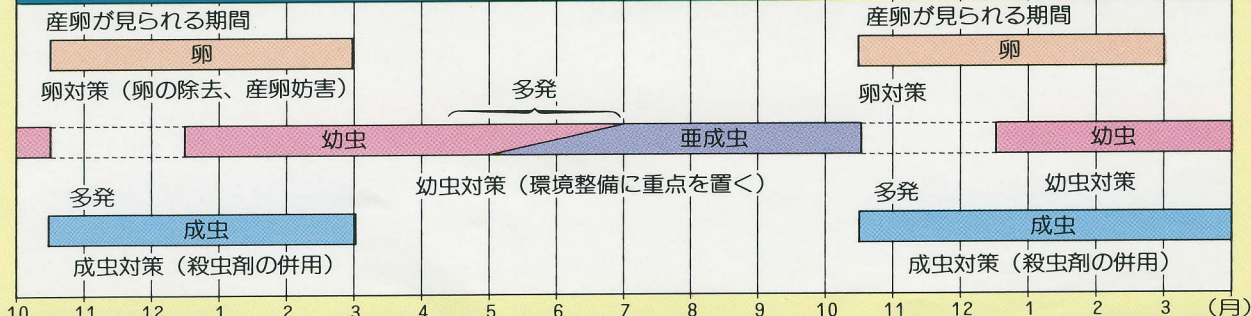 産卵が見られる期間 産卵が見られる期間
卵 卵
卵対策（卵の除去、産卵妨害） 多発 卵対策
幼虫 亜成虫 幼虫
幼虫対策（環境整備に重点を置く） 幼虫対策
多発 多発
成虫 成虫
成虫対策（殺虫剤の併用） 成虫対策（殺虫剤の併用）
10 11 12 1 2 3 4 5 6 7 8 9 10 11 12 1 2 3 （月）